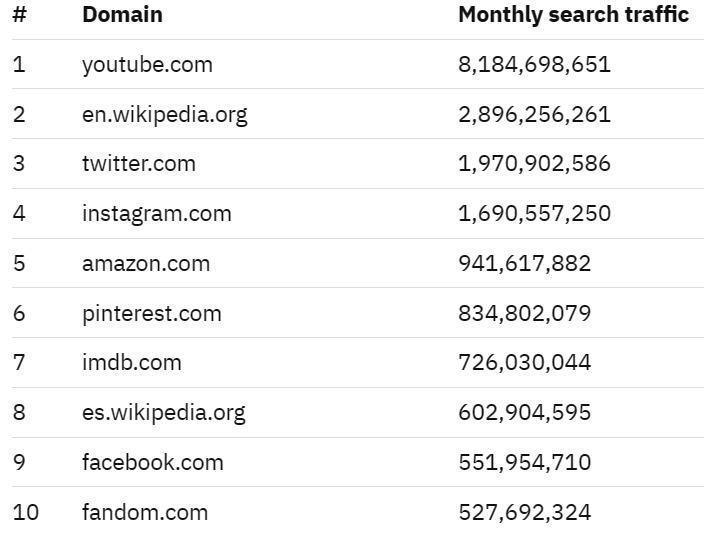 # Domain Monthly search traffic
1 youtube.com 8,184,698,651
2 en.wikipedia.org 2,896,256,261
3 twitter.com 1,970,902,586
4 instagram.com 1,690,557,250
5 amazon.com 941,617,882
6 pinterest.com 834,802,079
7 imdb.com 726,030,044
8 es.wikipedia.org 602,904,595
9 facebook.com 551,954,710
10 fandom.com 527,692,324